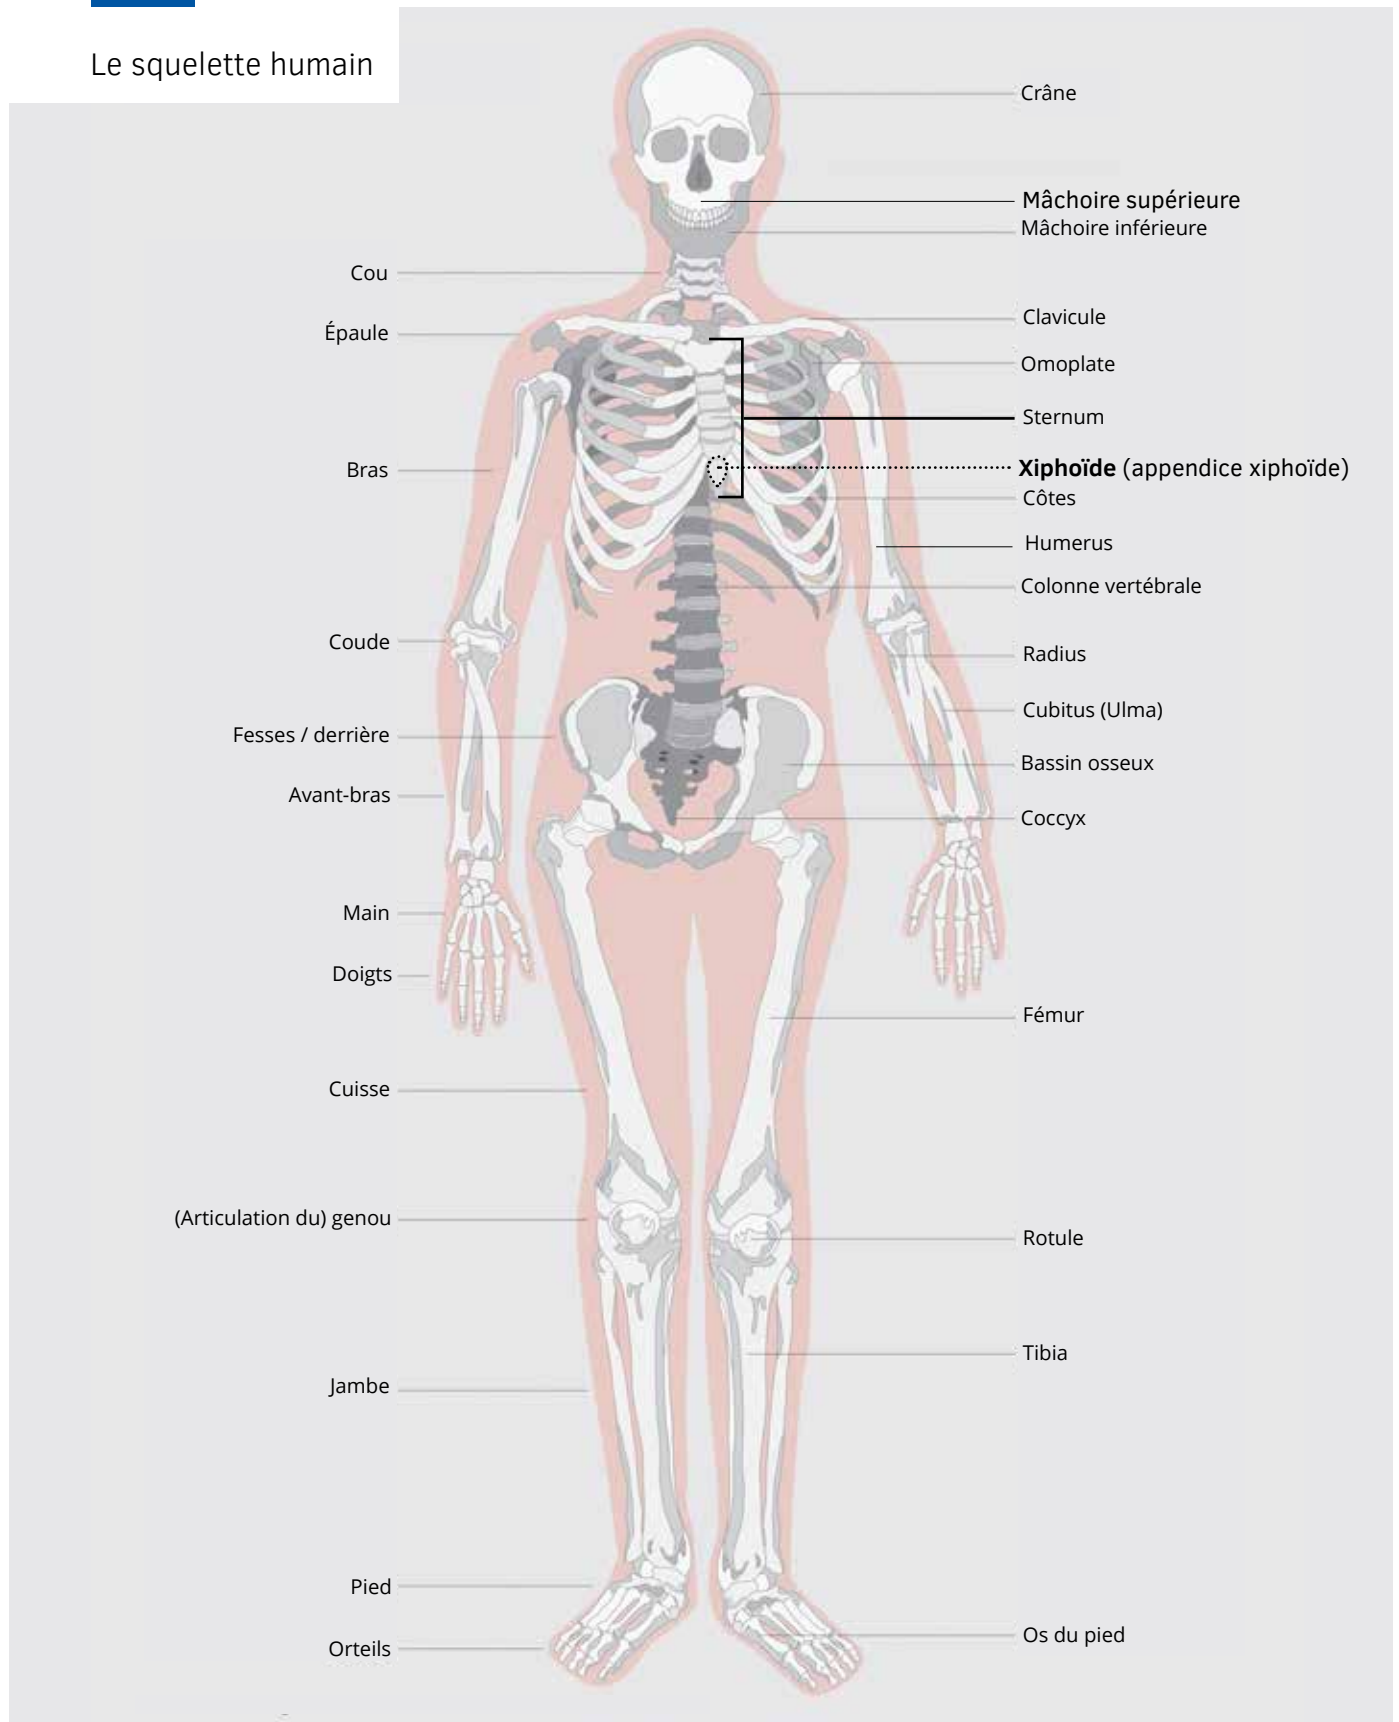 Le squelette humain
Crâne
Mâchoire supérieure
Mâchoire inférieure
Cou
Clavicule
Épaule
Omoplate
Sternum
Xiphoïde (appendice xiphoïde)
Bras
Côtes
Humerus
Colonne vertébrale
Coude
Radius
Cubitus (Ulma)
Fesses / derrière
Bassin osseux
Avant-bras
Coccyx
Main
Doigts
Fémur
Cuisse
(Articulation du) genou
Rotule
Tibia
Jambe
Pied
Os du pied
Orteils